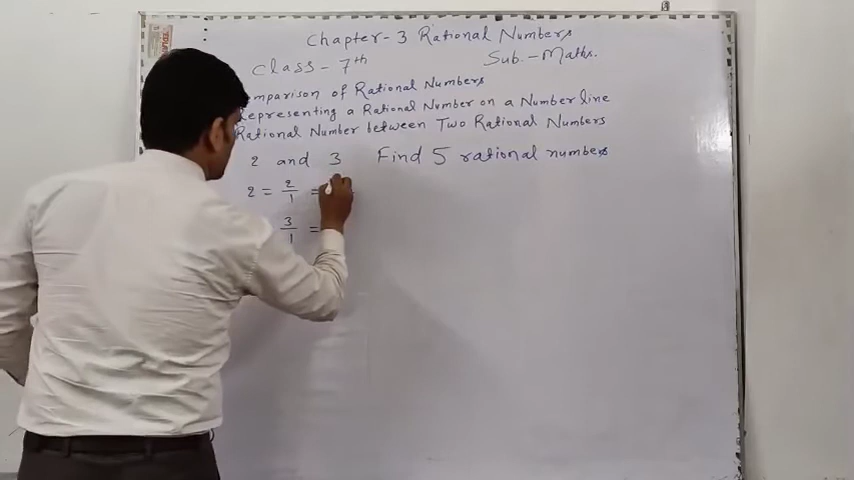 Chapter-3 Rational Numbers
Class-7th Sub.-Maths.
omparison of Rational Numbers
Representing a Rational Number on a Number line
Rational Number between Two Rational Numbers
2 and 3 Find 5 rational numbers
2 = 2/1 =
3/1 =